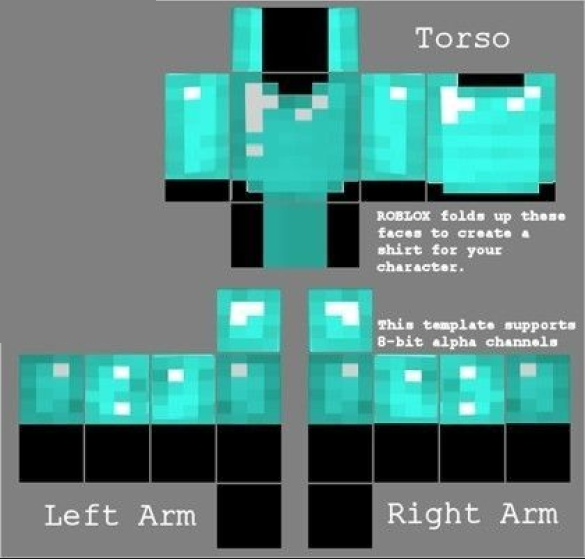 Torso
ROBLOX folds up these
faces to create a
shirt for your
character.
This template supports
8-bit alpha channels
Left Arm
Right Arm